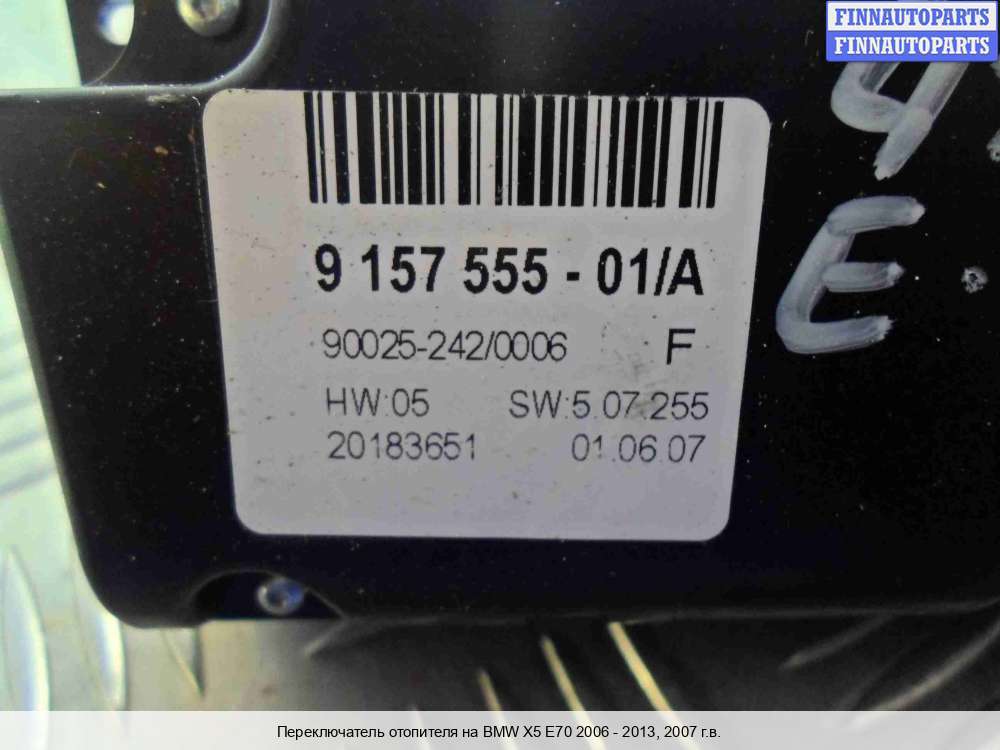 FINNAUTOPARTS
FINNAUTOPARTS
9 157 555 - 01/A
90025-242/0006 F
HW:05 SW:5.07.255
20183651 01.06.07
E
Переключатель отопителя на BMW X5 E70 2006 - 2013, 2007 г.в.